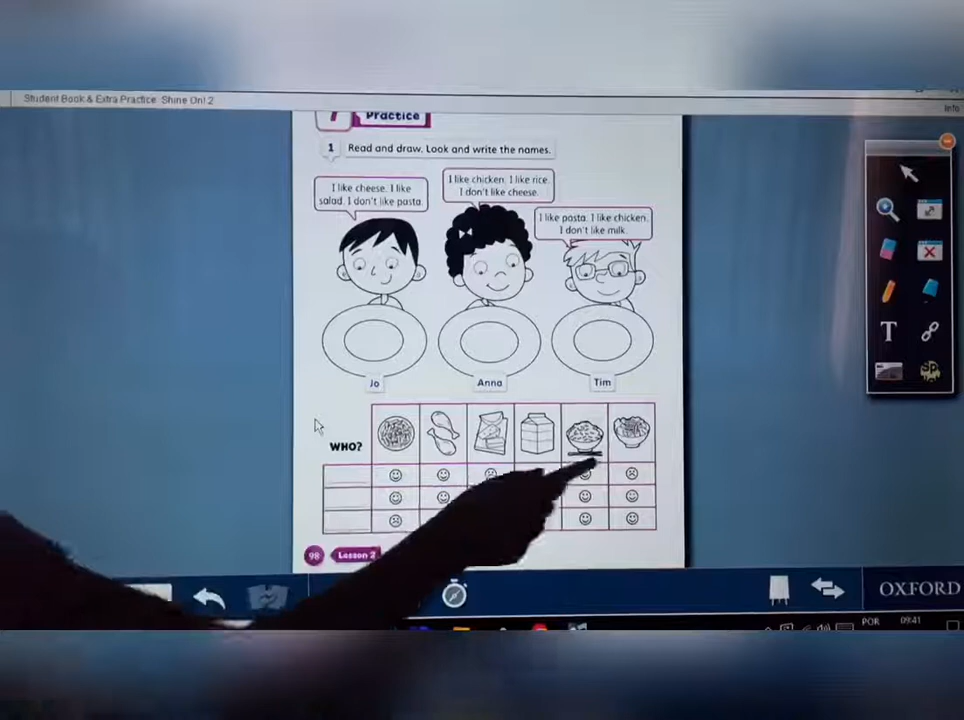 Student Book & Extra Practice Shine On! 2
Info
7 Practice
1 Read and draw. Look and write the names.
I like cheese. I like
salad. I don't like pasta.
I like chicken. I like rice.
I don't like cheese.
I like pasta. I like chicken.
I don't like milk.
Jo
Anna
Tim
WHO?
98 Lesson 2
T
OXFORD
POR 09:41